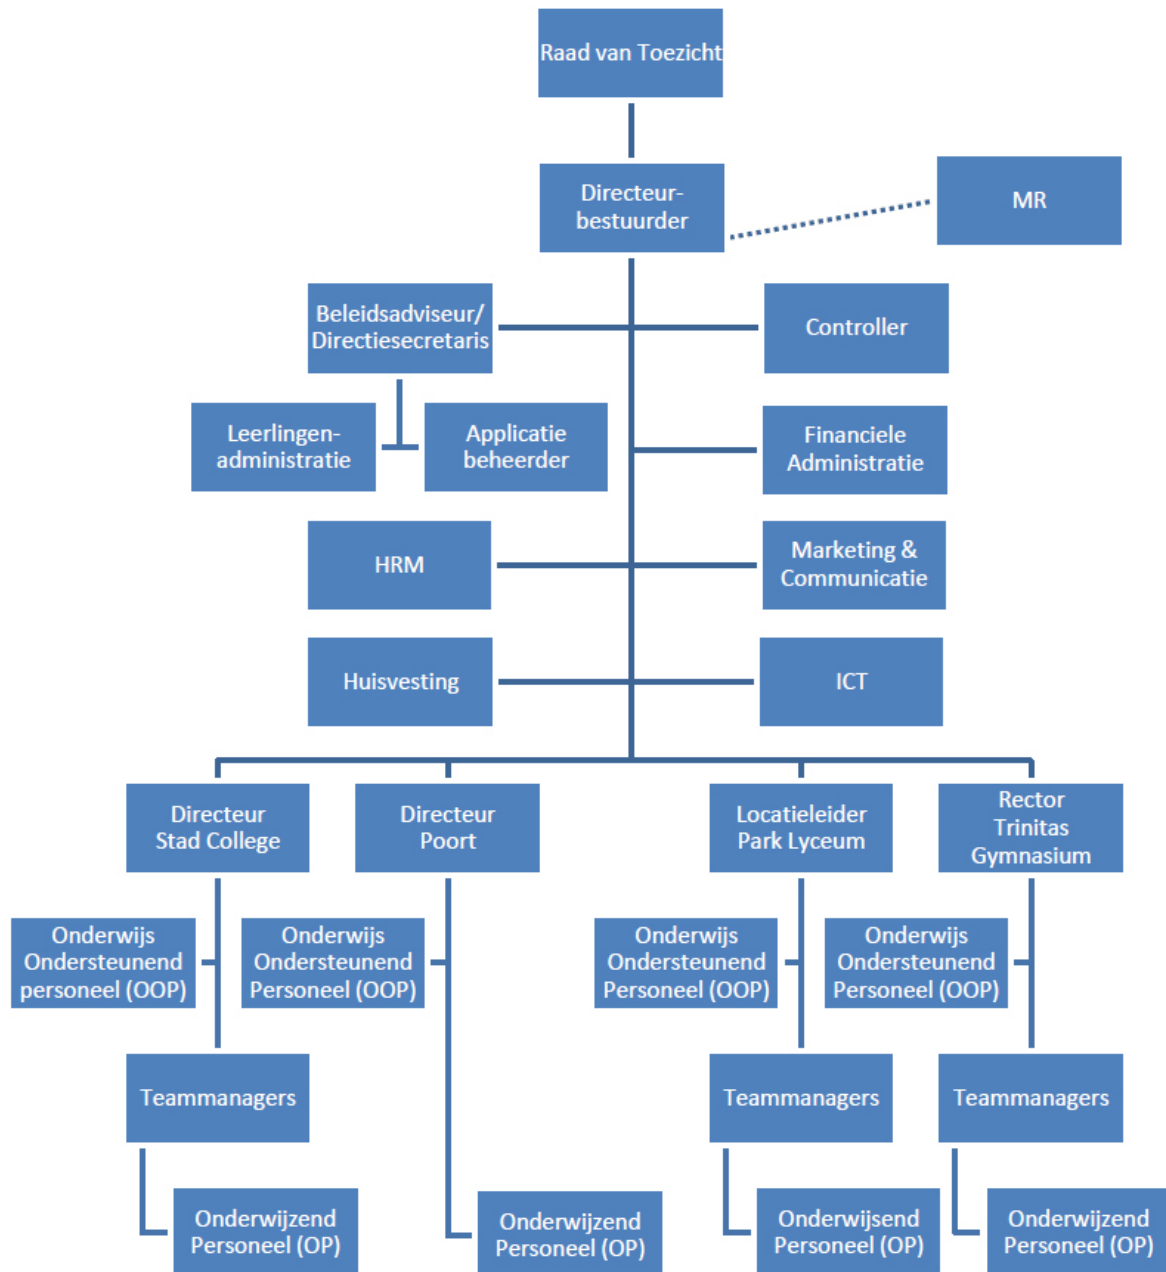 Raad van Toezicht
Directeur-
bestuurder
MR
Beleidsadviseur/
Directiesecretaris
Controller
Leerlingen-
administratie
Applicatie
beheerder
Financiele
Administratie
HRM
Marketing &
Communicatie
Huisvesting
ICT
Directeur
Stad College
Directeur
Poort
Locatieleider
Park Lyceum
Rector
Trinitas
Gymnasium
Onderwijs
Ondersteunend
personeel (OOP)
Onderwijs
Ondersteunend
Personeel (OOP)
Onderwijs
Ondersteunend
Personeel (OOP)
Onderwijs
Ondersteunend
Personeel (OOP)
Teammanagers
Teammanagers
Teammanagers
Onderwijzend
Personeel (OP)
Onderwijzend
Personeel (OP)
Onderwijsend
Personeel (OP)
Onderwijzend
Personeel (OP)